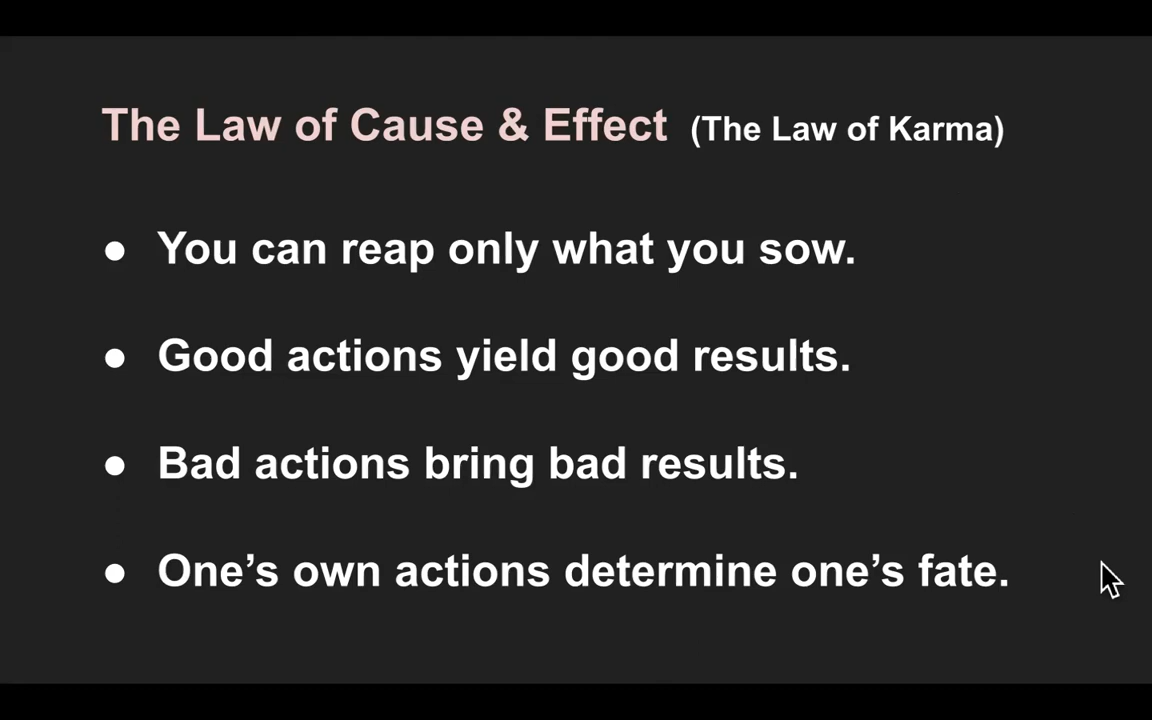 The Law of Cause & Effect (The Law of Karma)
● You can reap only what you sow.
● Good actions yield good results.
● Bad actions bring bad results.
● One’s own actions determine one’s fate.